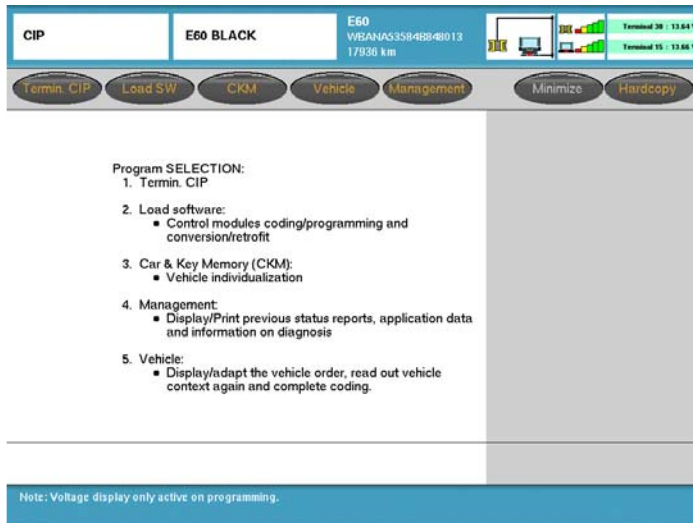 CIP
E60 BLACK
E60
WBANA53584B848013
17936 km
Terminal 30 : 13.64 V
Terminal 15 : 13.66 V
Termin. CIP
Load SW
CKM
Vehicle
Management
Minimize
Hardcopy
Program SELECTION:
1. Termin. CIP
2. Load software:
▪ Control modules coding/programming and
conversion/retrofit
3. Car & Key Memory (CKM):
▪ Vehicle individualization
4. Management:
▪ Display/Print previous status reports, application data
and information on diagnosis
5. Vehicle:
▪ Display/adapt the vehicle order, read out vehicle
context again and complete coding.
Note: Voltage display only active on programming.